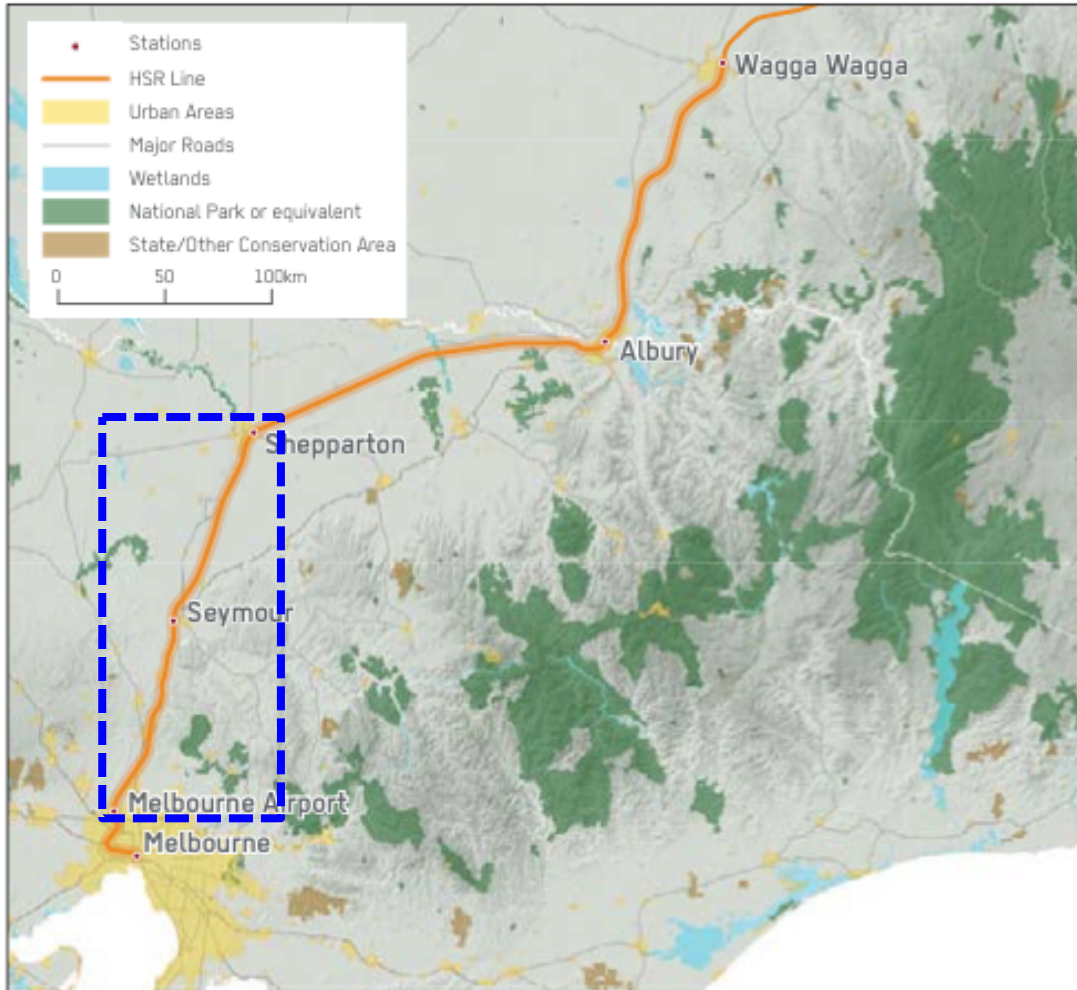 Stations
HSR Line
Urban Areas
Major Roads
Wetlands
National Park or equivalent
State/Other Conservation Area
0 50 100km
Wagga Wagga
Albury
Shepparton
Seymour
Melbourne Airport
Melbourne